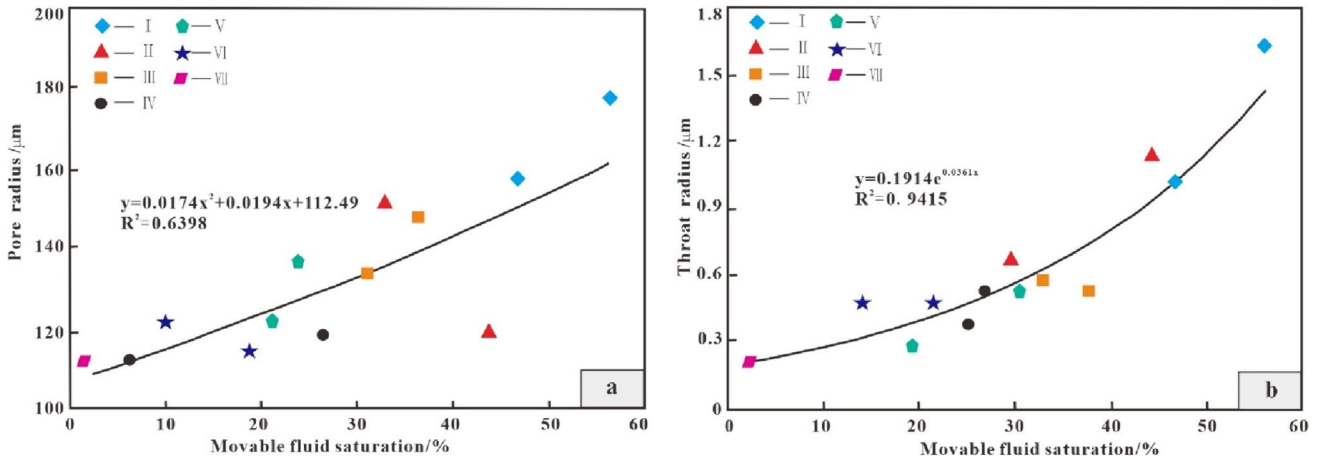 200
180
160
140
120
100
Pore radius/μm
— Ⅰ
— Ⅱ
— Ⅲ
— Ⅳ
— Ⅴ
— Ⅵ
— Ⅶ
y=0.0174x²+0.0194x+112.49
R²=0.6398
a
0 10 20 30 40 50 60
Movable fluid saturation/%
1.8
1.5
1.2
0.9
0.6
0.3
0
Throat radius/μm
— Ⅰ
— Ⅱ
— Ⅲ
— Ⅳ
— Ⅴ
— Ⅵ
— Ⅶ
y=0.1914e^0.0361x
R²=0.9415
b
10 20 30 40 50 60
Movable fluid saturation/%